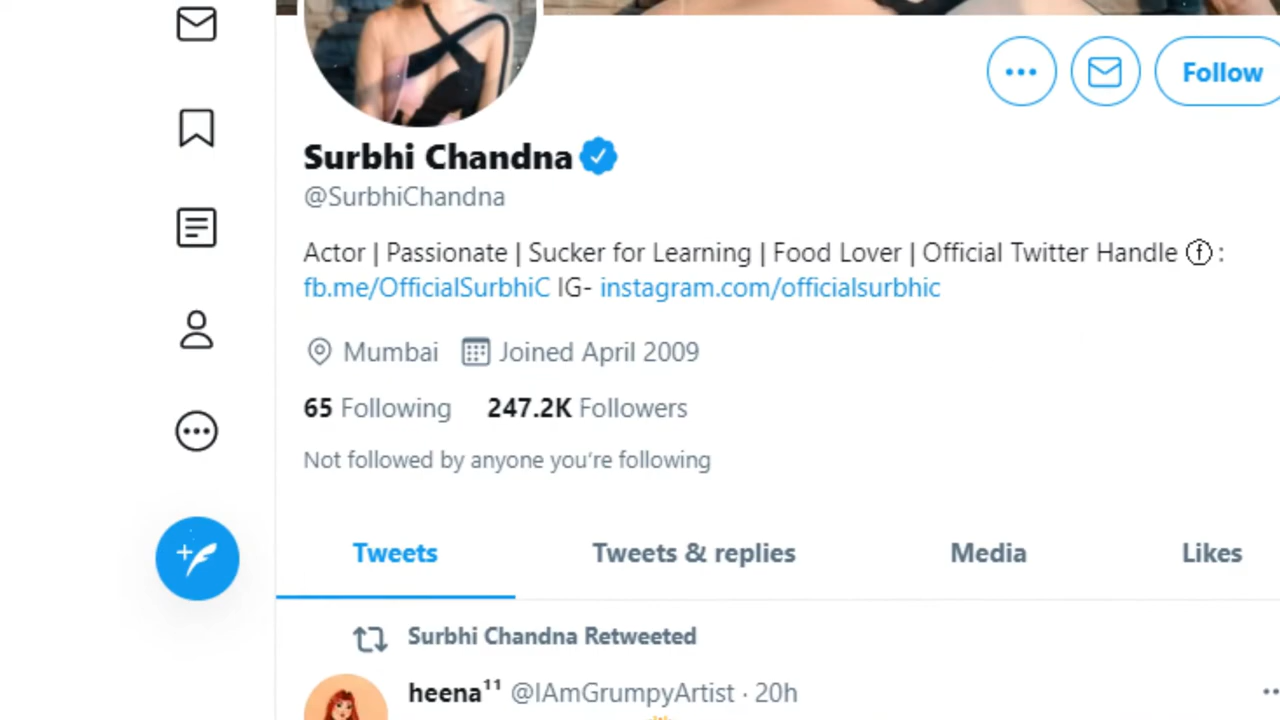 Follow
Surbhi Chandna
@SurbhiChandna
Actor | Passionate | Sucker for Learning | Food Lover | Official Twitter Handle ⓕ :
fb.me/OfficialSurbhiC IG- instagram.com/officialsurbhic
Mumbai Joined April 2009
65 Following 247.2K Followers
Not followed by anyone you’re following
Tweets Tweets & replies Media Likes
Surbhi Chandna Retweeted
heena¹¹ @IAmGrumpyArtist · 20h